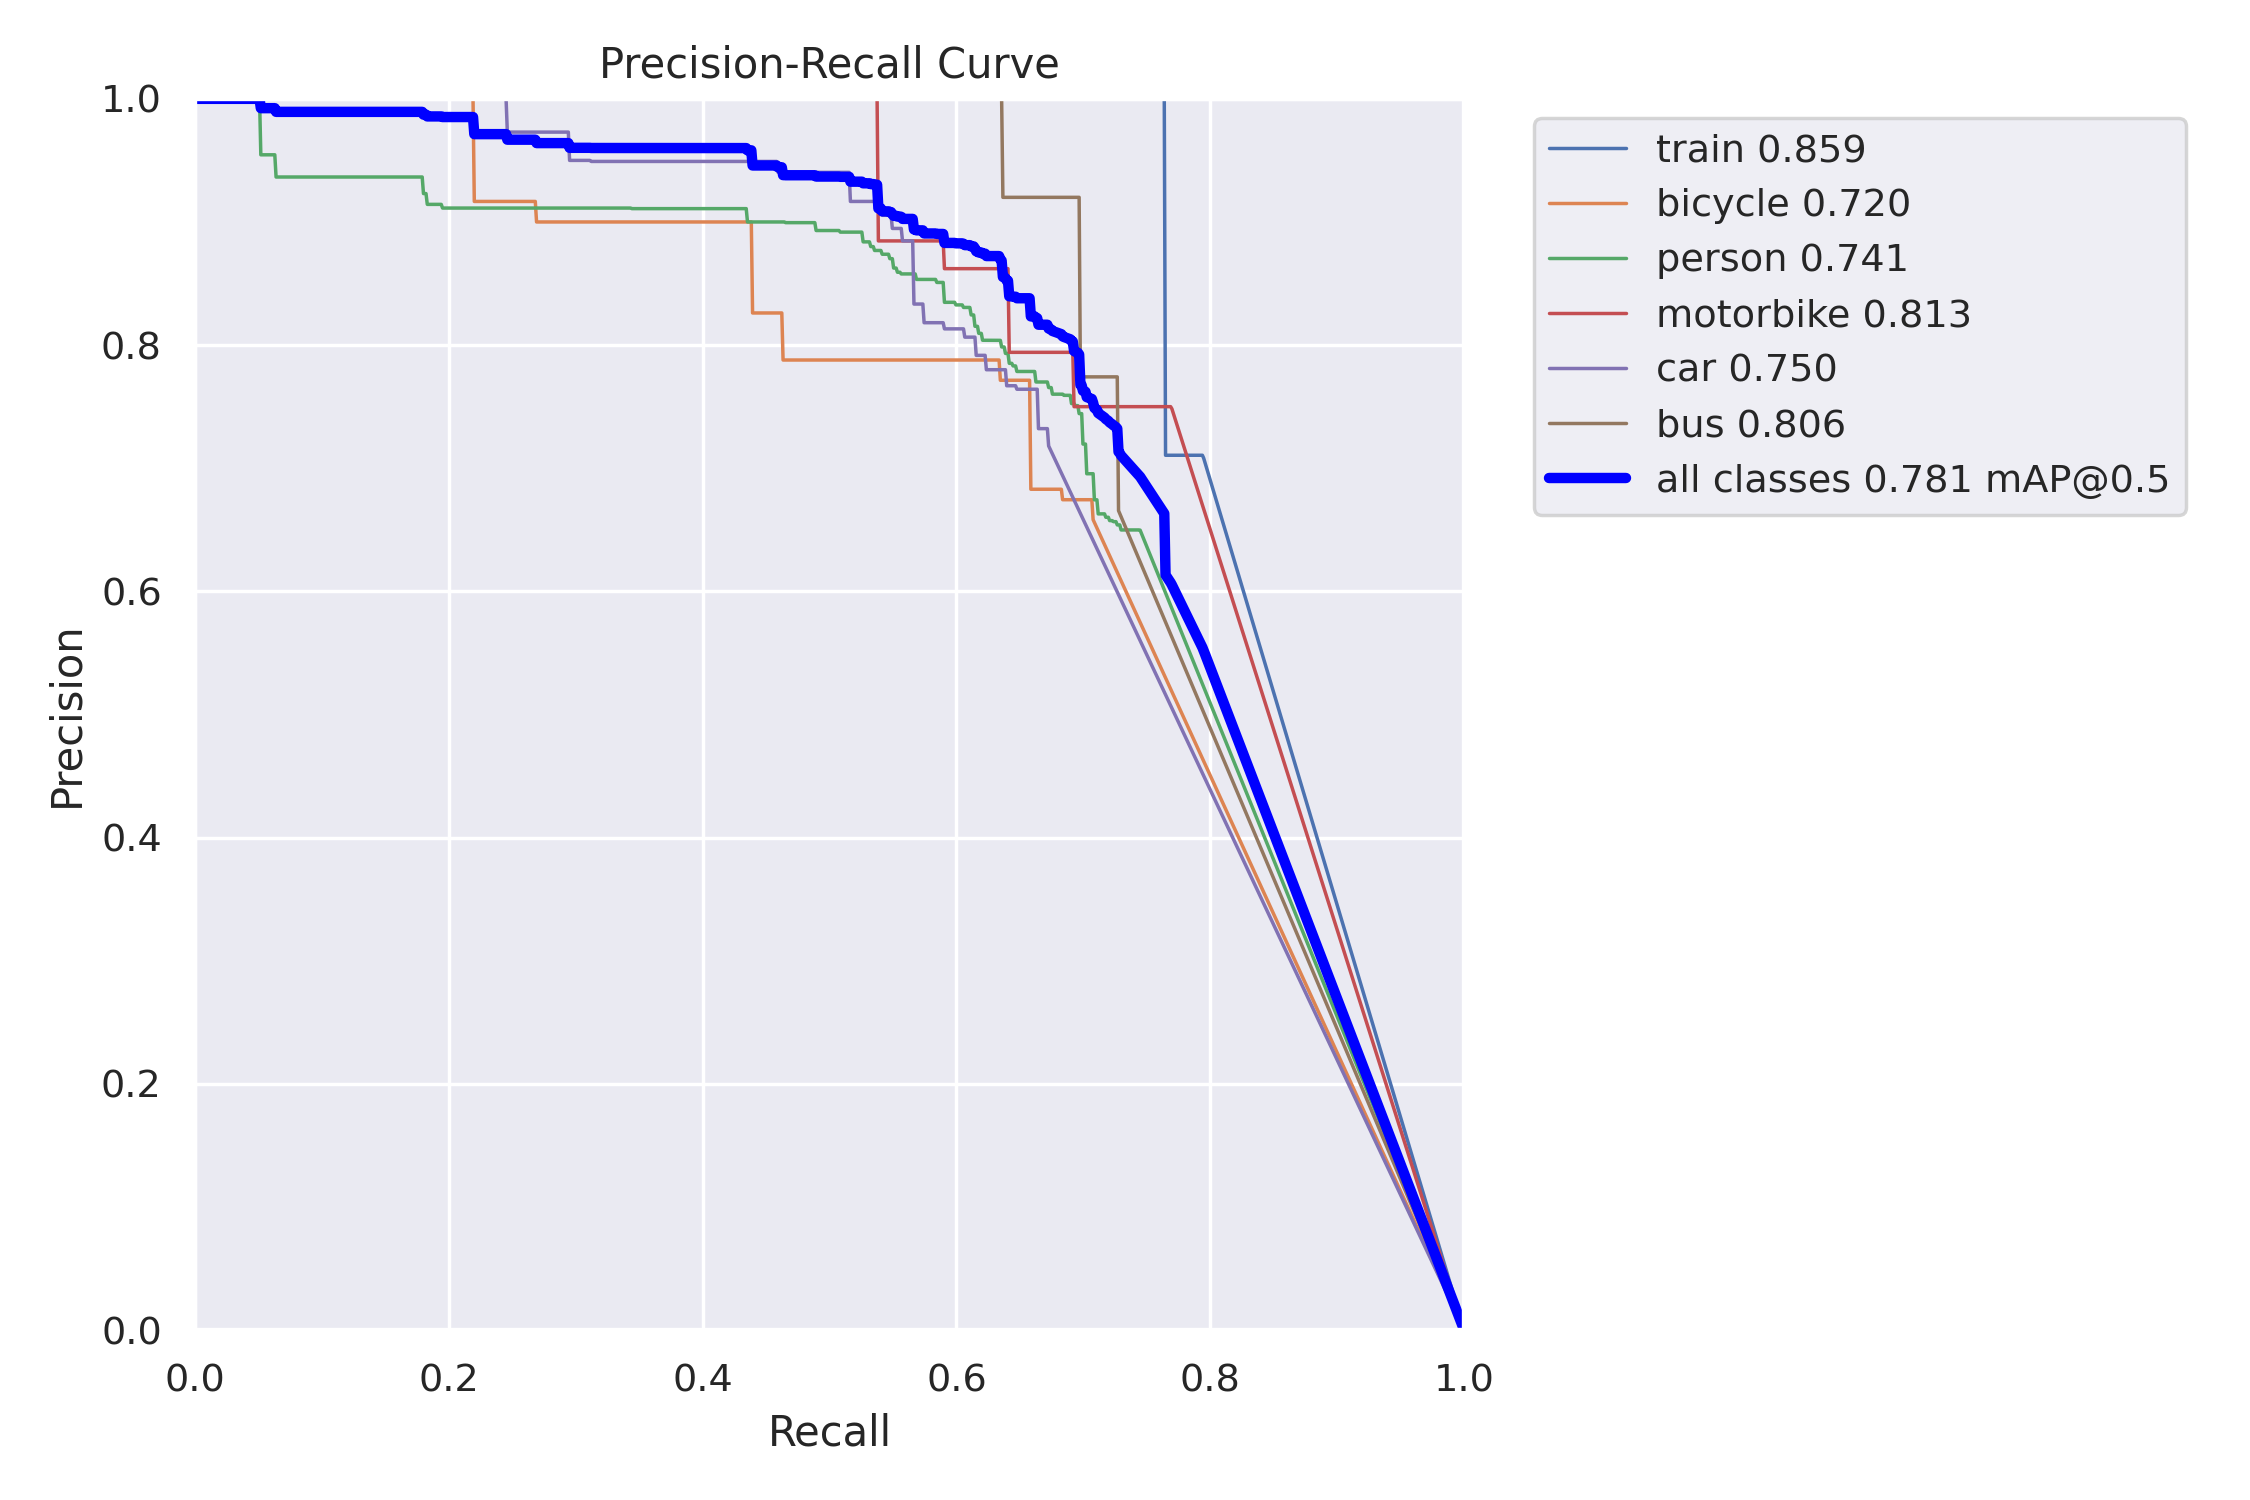 Precision-Recall Curve
1.0
0.8
0.6
0.4
0.2
0.0
Precision
0.0 0.2 0.4 0.6 0.8 1.0
Recall
train 0.859
bicycle 0.720
person 0.741
motorbike 0.813
car 0.750
bus 0.806
all classes 0.781 mAP@0.5